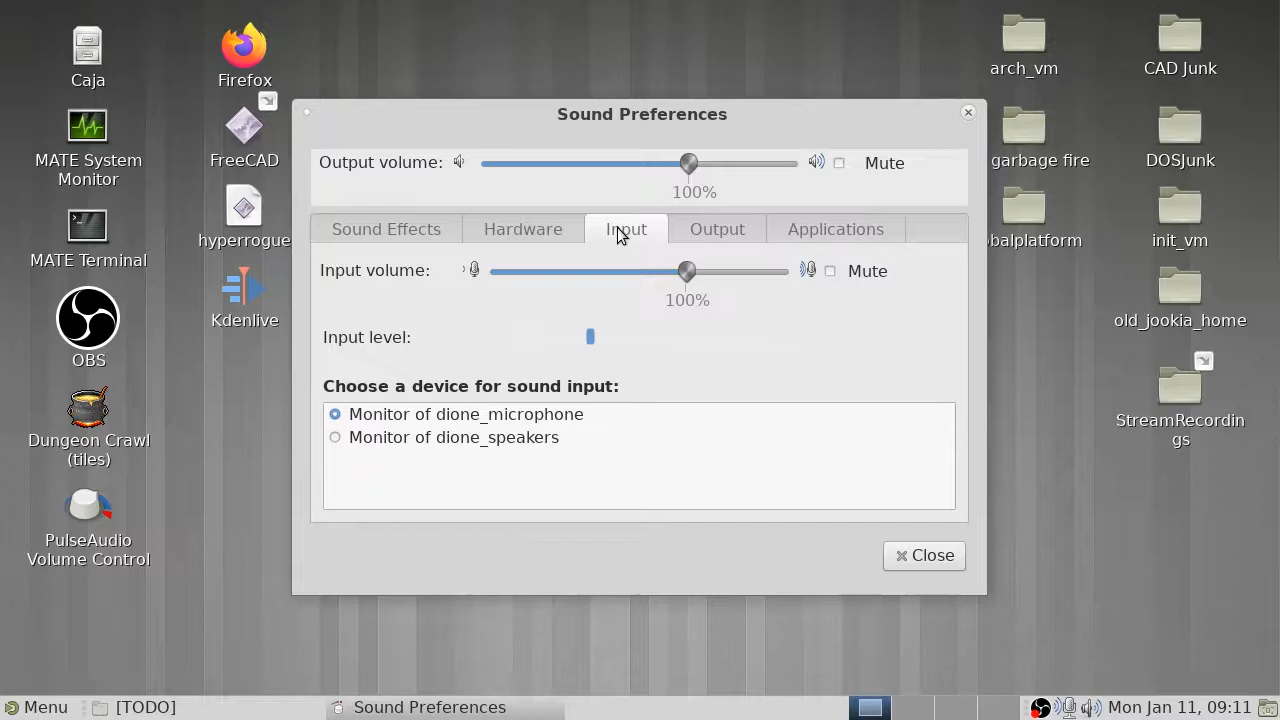 Caja
MATE System
Monitor
MATE Terminal
OBS
Dungeon Crawl
(tiles)
PulseAudio
Volume Control
Firefox
FreeCAD
hyperrogue
Kdenlive
Sound Preferences
Output volume:
Mute
100%
Sound Effects
Hardware
Input
Output
Applications
Input volume:
Mute
100%
Input level:
Choose a device for sound input:
Monitor of dione_microphone
Monitor of dione_speakers
Close
arch_vm
garbage fire
balplatform
CAD Junk
DOSJunk
init_vm
old_jookia_home
StreamRecordin
gs
Menu
[TODO]
Sound Preferences
Mon Jan 11, 09:11